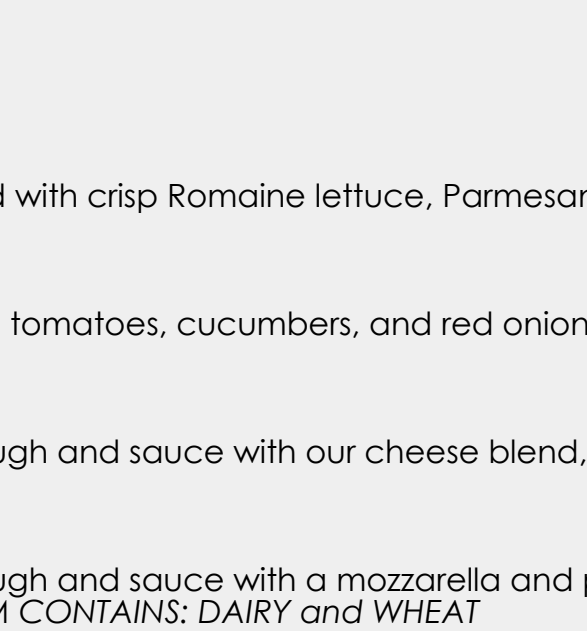 with crisp Romaine lettuce, Parmesan
tomatoes, cucumbers, and red onion
ugh and sauce with our cheese blend,
ugh and sauce with a mozzarella and
M CONTAINS: DAIRY and WHEAT